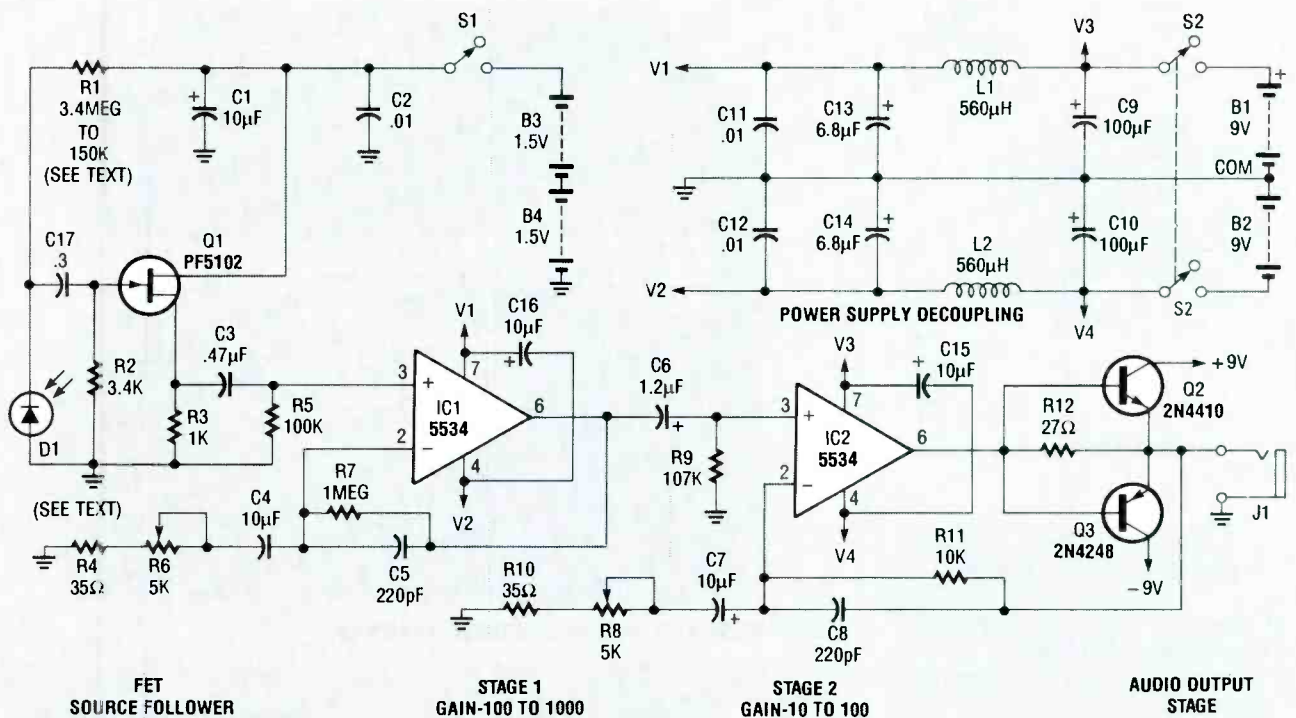 S1
R1
3.4MEG
TO
150K
(SEE TEXT)
+
C1
10µF
C2
.01
B3
1.5V
B4
1.5V
C17
.3
Q1
PF5102
R2
3.4K
D1
(SEE TEXT)
C3
.47µF
R3
1K
R5
100K
R4
35Ω
R6
5K
C4
10µF
R7
1MEG
C5
220pF
V1
C16
10µF
+
3
+
7
IC1
5534
6
2
−
4
V2
FET
SOURCE FOLLOWER
STAGE 1
GAIN-100 TO 1000
V1
V2
C11
.01
C12
.01
C13
6.8µF
+
C14
6.8µF
+
L1
560µH
L2
560µH
V3
V4
+
C9
100µF
+
C10
100µF
S2
S2
+
B1
9V
COM
B2
9V
POWER SUPPLY DECOUPLING
C6
1.2µF
+
R9
107K
V3
+
C15
10µF
3
+
7
IC2
5534
6
2
−
4
V4
R10
35Ω
R8
5K
C7
10µF
+
C8
220pF
R11
10K
R12
27Ω
+9V
Q2
2N4410
Q3
2N4248
−9V
J1
STAGE 2
GAIN-10 TO 100
AUDIO OUTPUT
STAGE